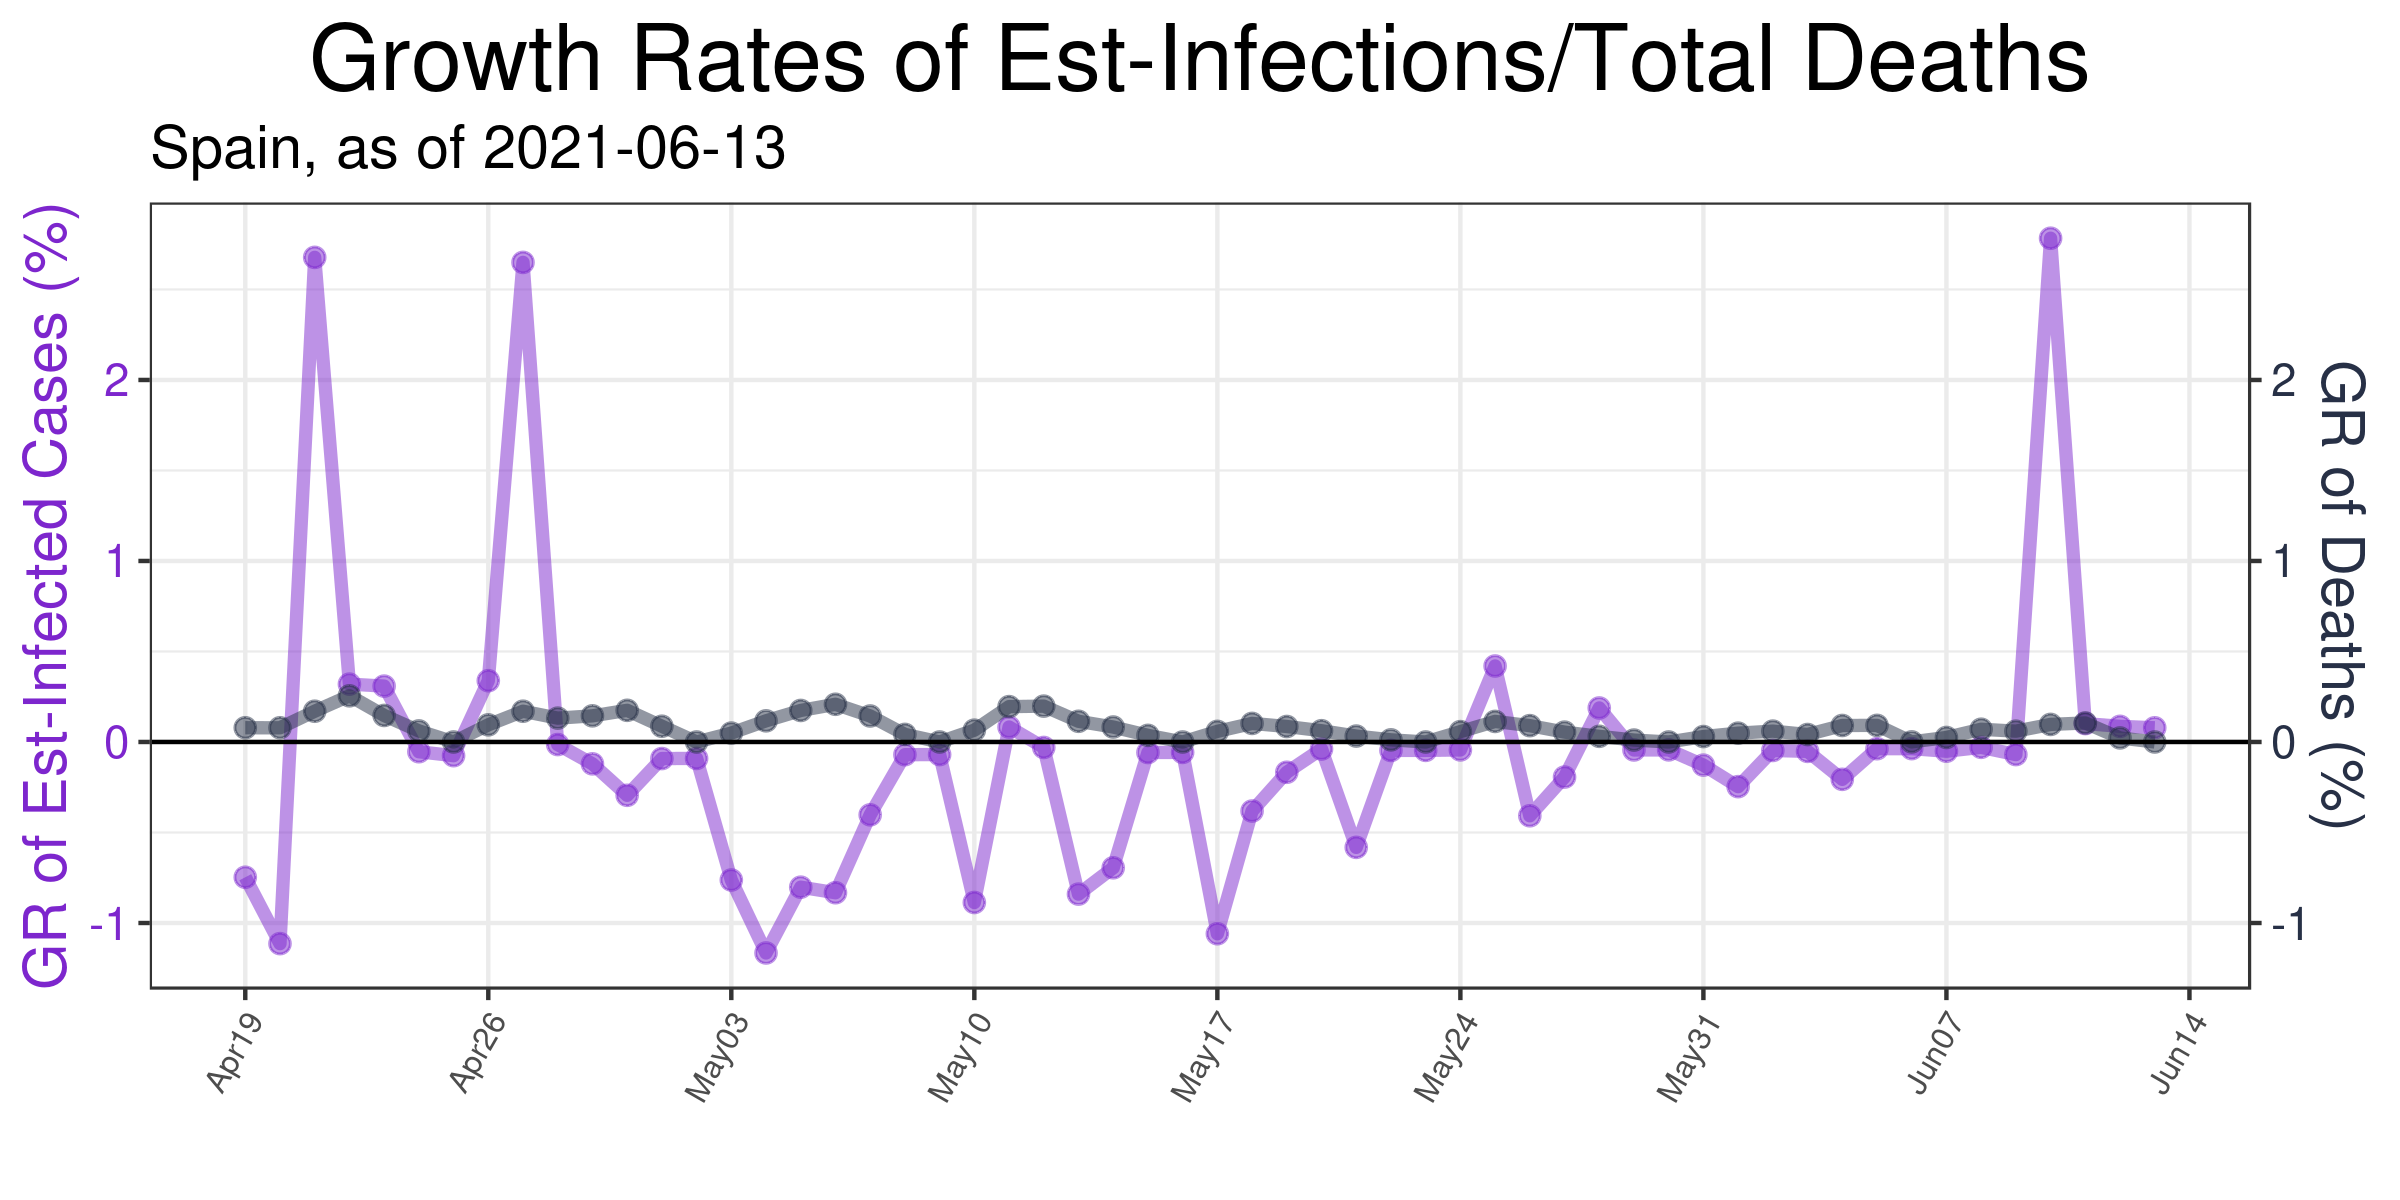 Growth Rates of Est-Infections/Total Deaths
Spain, as of 2021-06-13
GR of Est-Infected Cases (%)
2
1
0
-1
2
1
0
-1
GR of Deaths (%)
Apr19
Apr26
May03
May10
May17
May24
May31
Jun07
Jun14